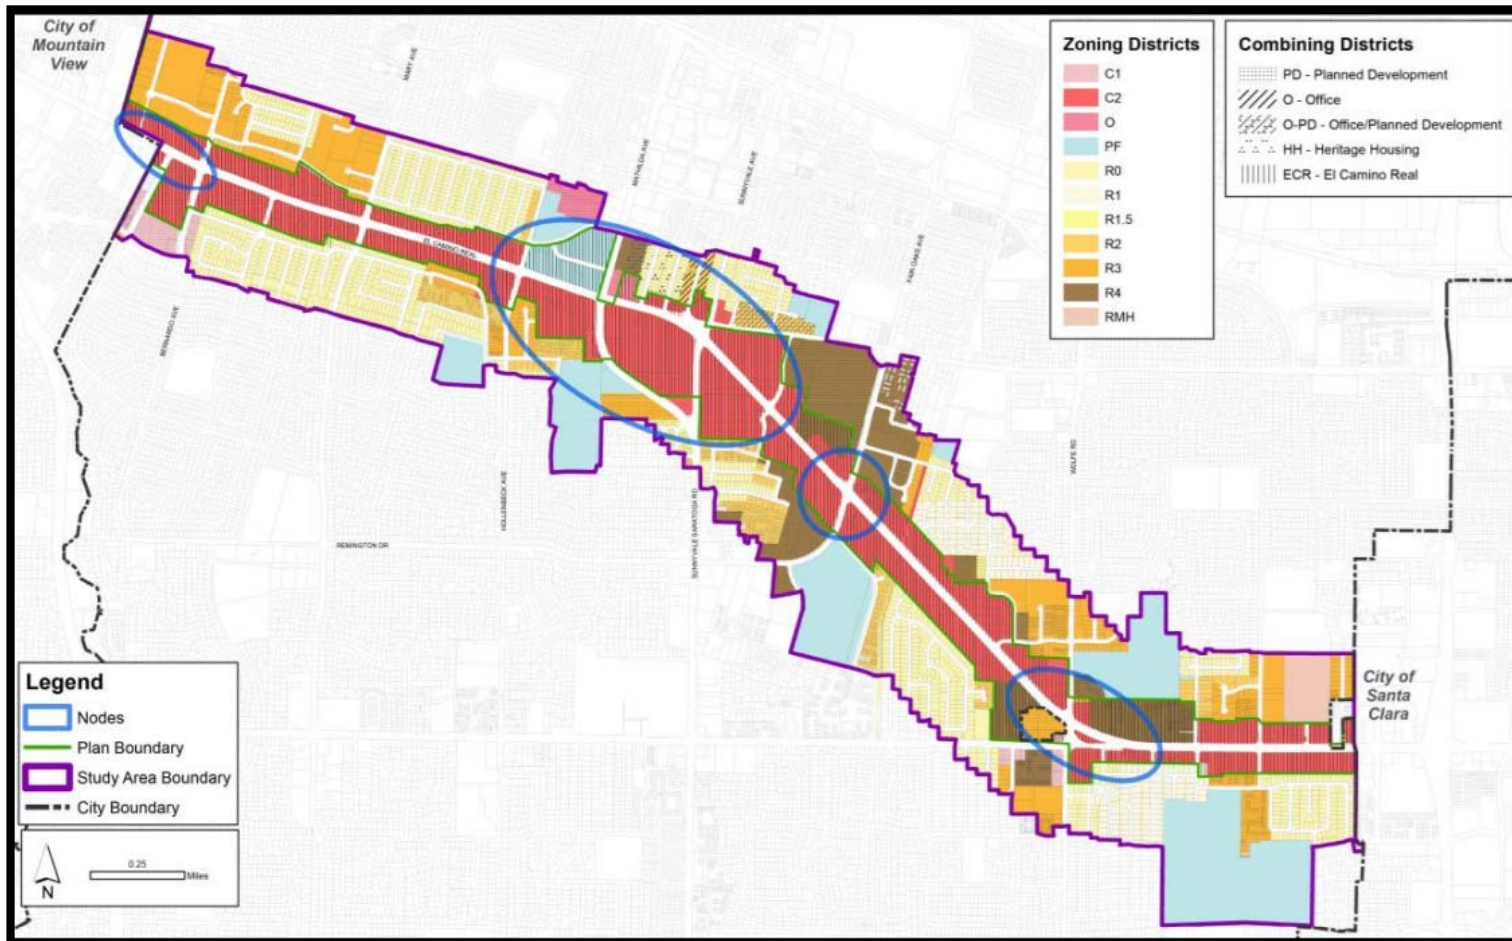 City of
Mountain
View
MARY AVE
MATHILDA AVE
SUNNYVALE AVE
FAIR OAKS AVE
EL CAMINO REAL
BERNARDO AVE
HOLLENBECK AVE
REMINGTON DR
SUNNYVALE SARATOGA RD
WOLFE RD
City of
Santa
Clara
Zoning Districts
C1
C2
O
PF
R0
R1
R1.5
R2
R3
R4
RMH
Combining Districts
PD - Planned Development
O - Office
O-PD - Office/Planned Development
HH - Heritage Housing
ECR - El Camino Real
Legend
Nodes
Plan Boundary
Study Area Boundary
City Boundary
0.25
Miles
N